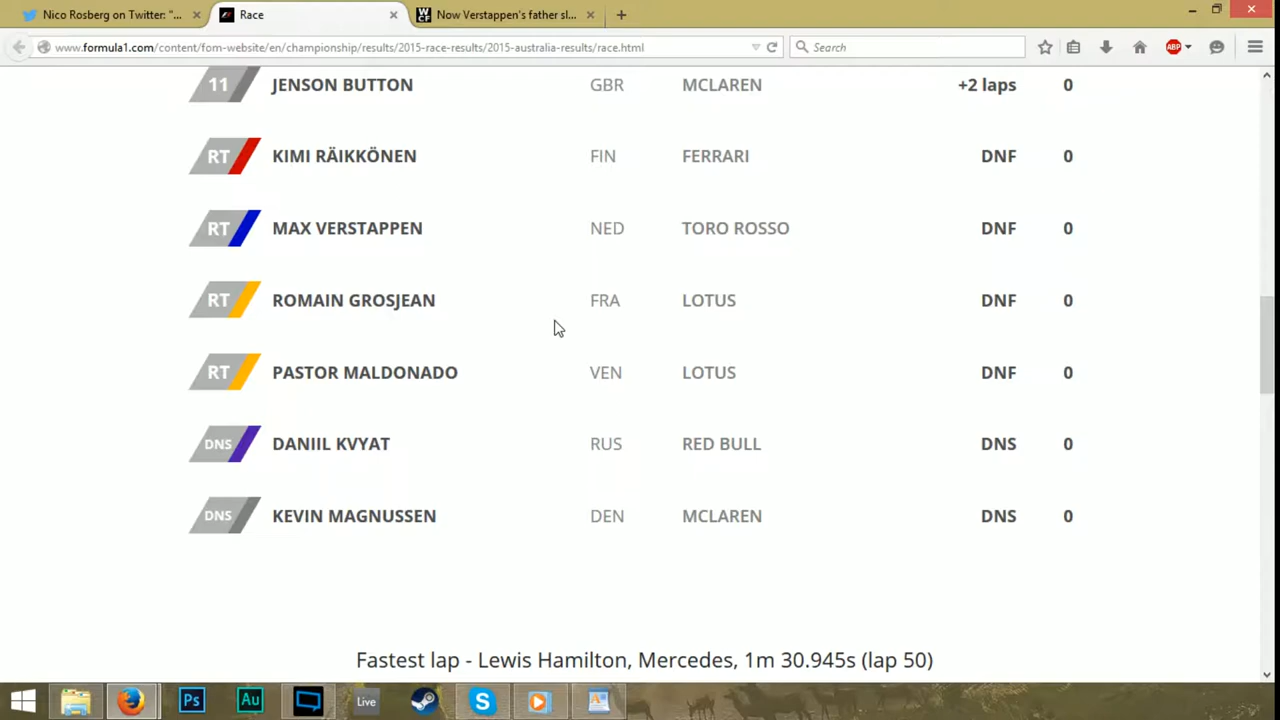 Nico Rosberg on Twitter: "...
Race
WCF Now Verstappen's father sl...
www.formula1.com/content/fom-website/en/championship/results/2015-race-results/2015-australia-results/race.html
Search
ABP
11 JENSON BUTTON GBR MCLAREN +2 laps 0
RT KIMI RÄIKKÖNEN FIN FERRARI DNF 0
RT MAX VERSTAPPEN NED TORO ROSSO DNF 0
RT ROMAIN GROSJEAN FRA LOTUS DNF 0
RT PASTOR MALDONADO VEN LOTUS DNF 0
DNS DANIIL KVYAT RUS RED BULL DNS 0
DNS KEVIN MAGNUSSEN DEN MCLAREN DNS 0
Fastest lap - Lewis Hamilton, Mercedes, 1m 30.945s (lap 50)
Ps Au Live S